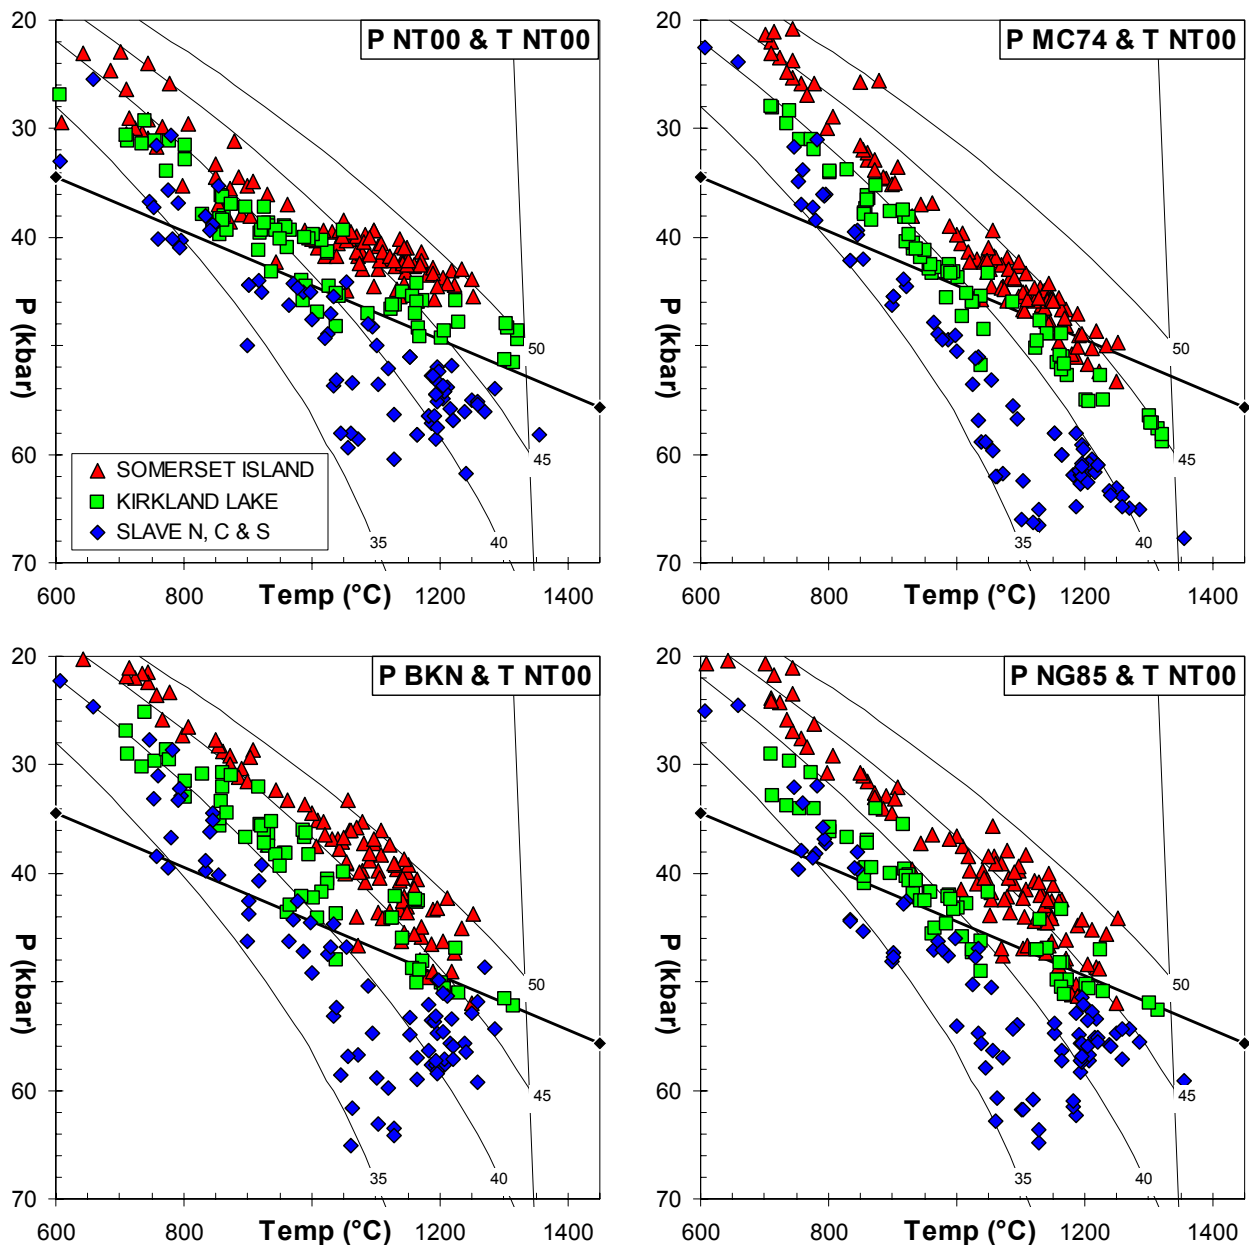 P NT00 & T NT00
20
30
40
50
60
70
P (kbar)
50
45
40
35
SOMERSET ISLAND
KIRKLAND LAKE
SLAVE N, C & S
600 800 1200 1400
Temp (°C)
P MC74 & T NT00
20
30
40
50
60
70
P (kbar)
50
45
40
35
600 800 1200 1400
Temp (°C)
P BKN & T NT00
20
30
40
50
60
70
P (kbar)
50
45
40
35
600 800 1200 1400
Temp (°C)
P NG85 & T NT00
20
30
40
50
60
70
P (kbar)
50
45
40
35
600 800 1200 1400
Temp (°C)